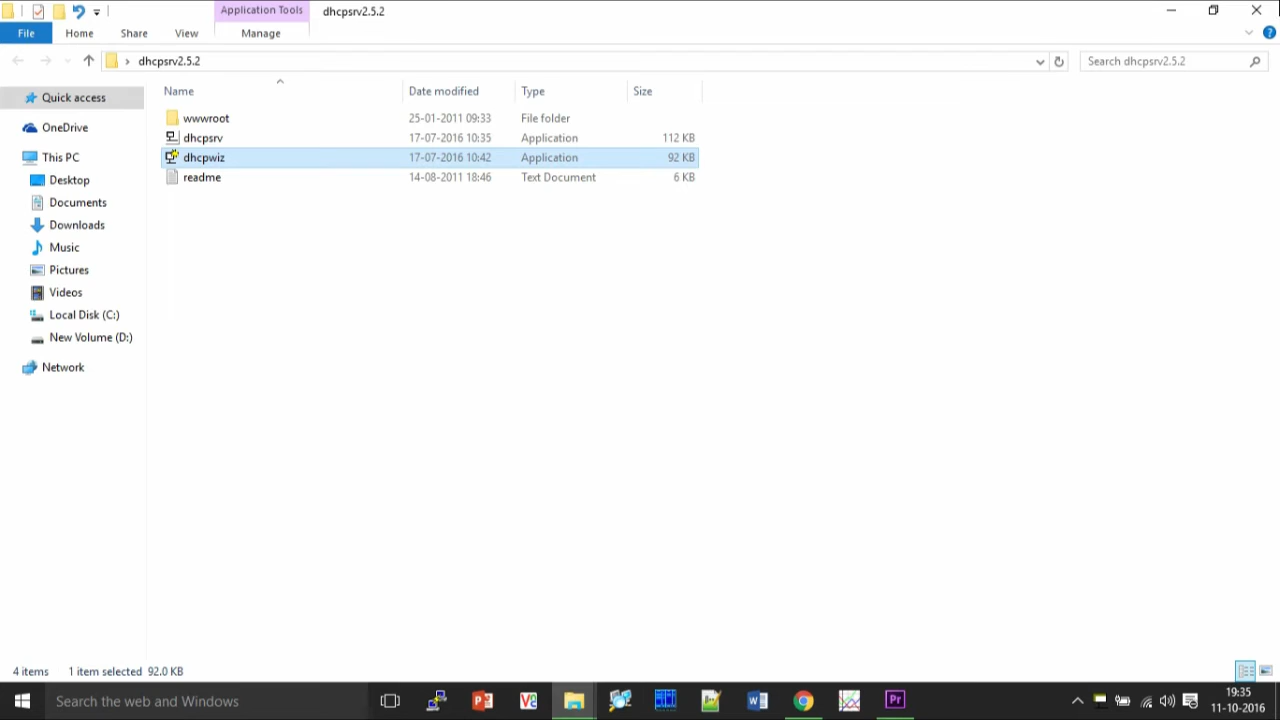 Application Tools dhcpsrv2.5.2
File Home Share View Manage
dhcpsrv2.5.2 Search dhcpsrv2.5.2
Name Date modified Type Size
Quick access
OneDrive
This PC
Desktop
Documents
Downloads
Music
Pictures
Videos
Local Disk (C:)
New Volume (D:)
Network
wwwroot 25-01-2011 09:33 File folder
dhcpsrv 17-07-2016 10:35 Application 112 KB
dhcpwiz 17-07-2016 10:42 Application 92 KB
readme 14-08-2011 18:46 Text Document 6 KB
4 items 1 item selected 92.0 KB
Search the web and Windows
19:35
11-10-2016